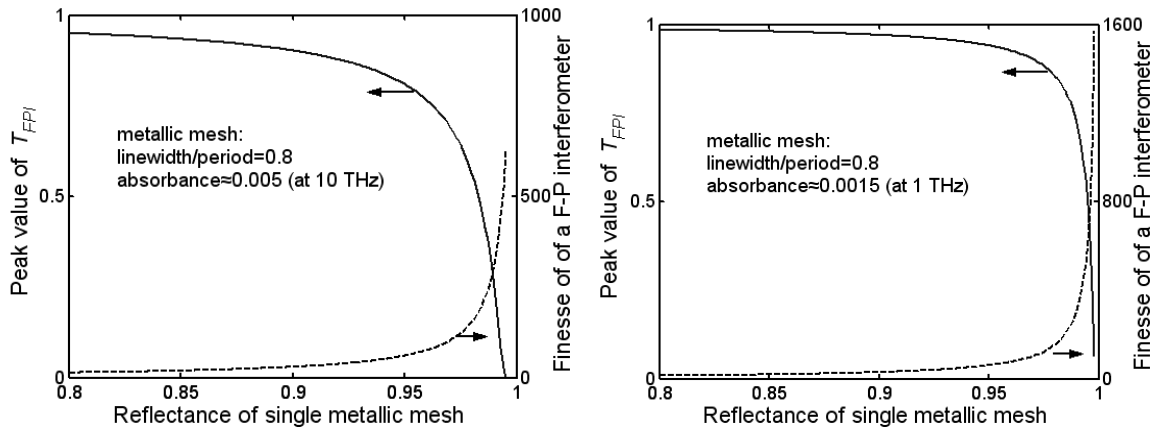 1
0.5
0
Peak value of T_FPI
metallic mesh:
linewidth/period=0.8
absorbance≈0.005 (at 10 THz)
1000
500
0
Finesse of of a F-P interferometer
0.8 0.85 0.9 0.95 1
Reflectance of single metallic mesh
1
0.5
0
Peak value of T_FPI
metallic mesh:
linewidth/period=0.8
absorbance≈0.0015 (at 1 THz)
1600
800
0
Finesse of of a F-P interferometer
0.8 0.85 0.9 0.95 1
Reflectance of single metallic mesh